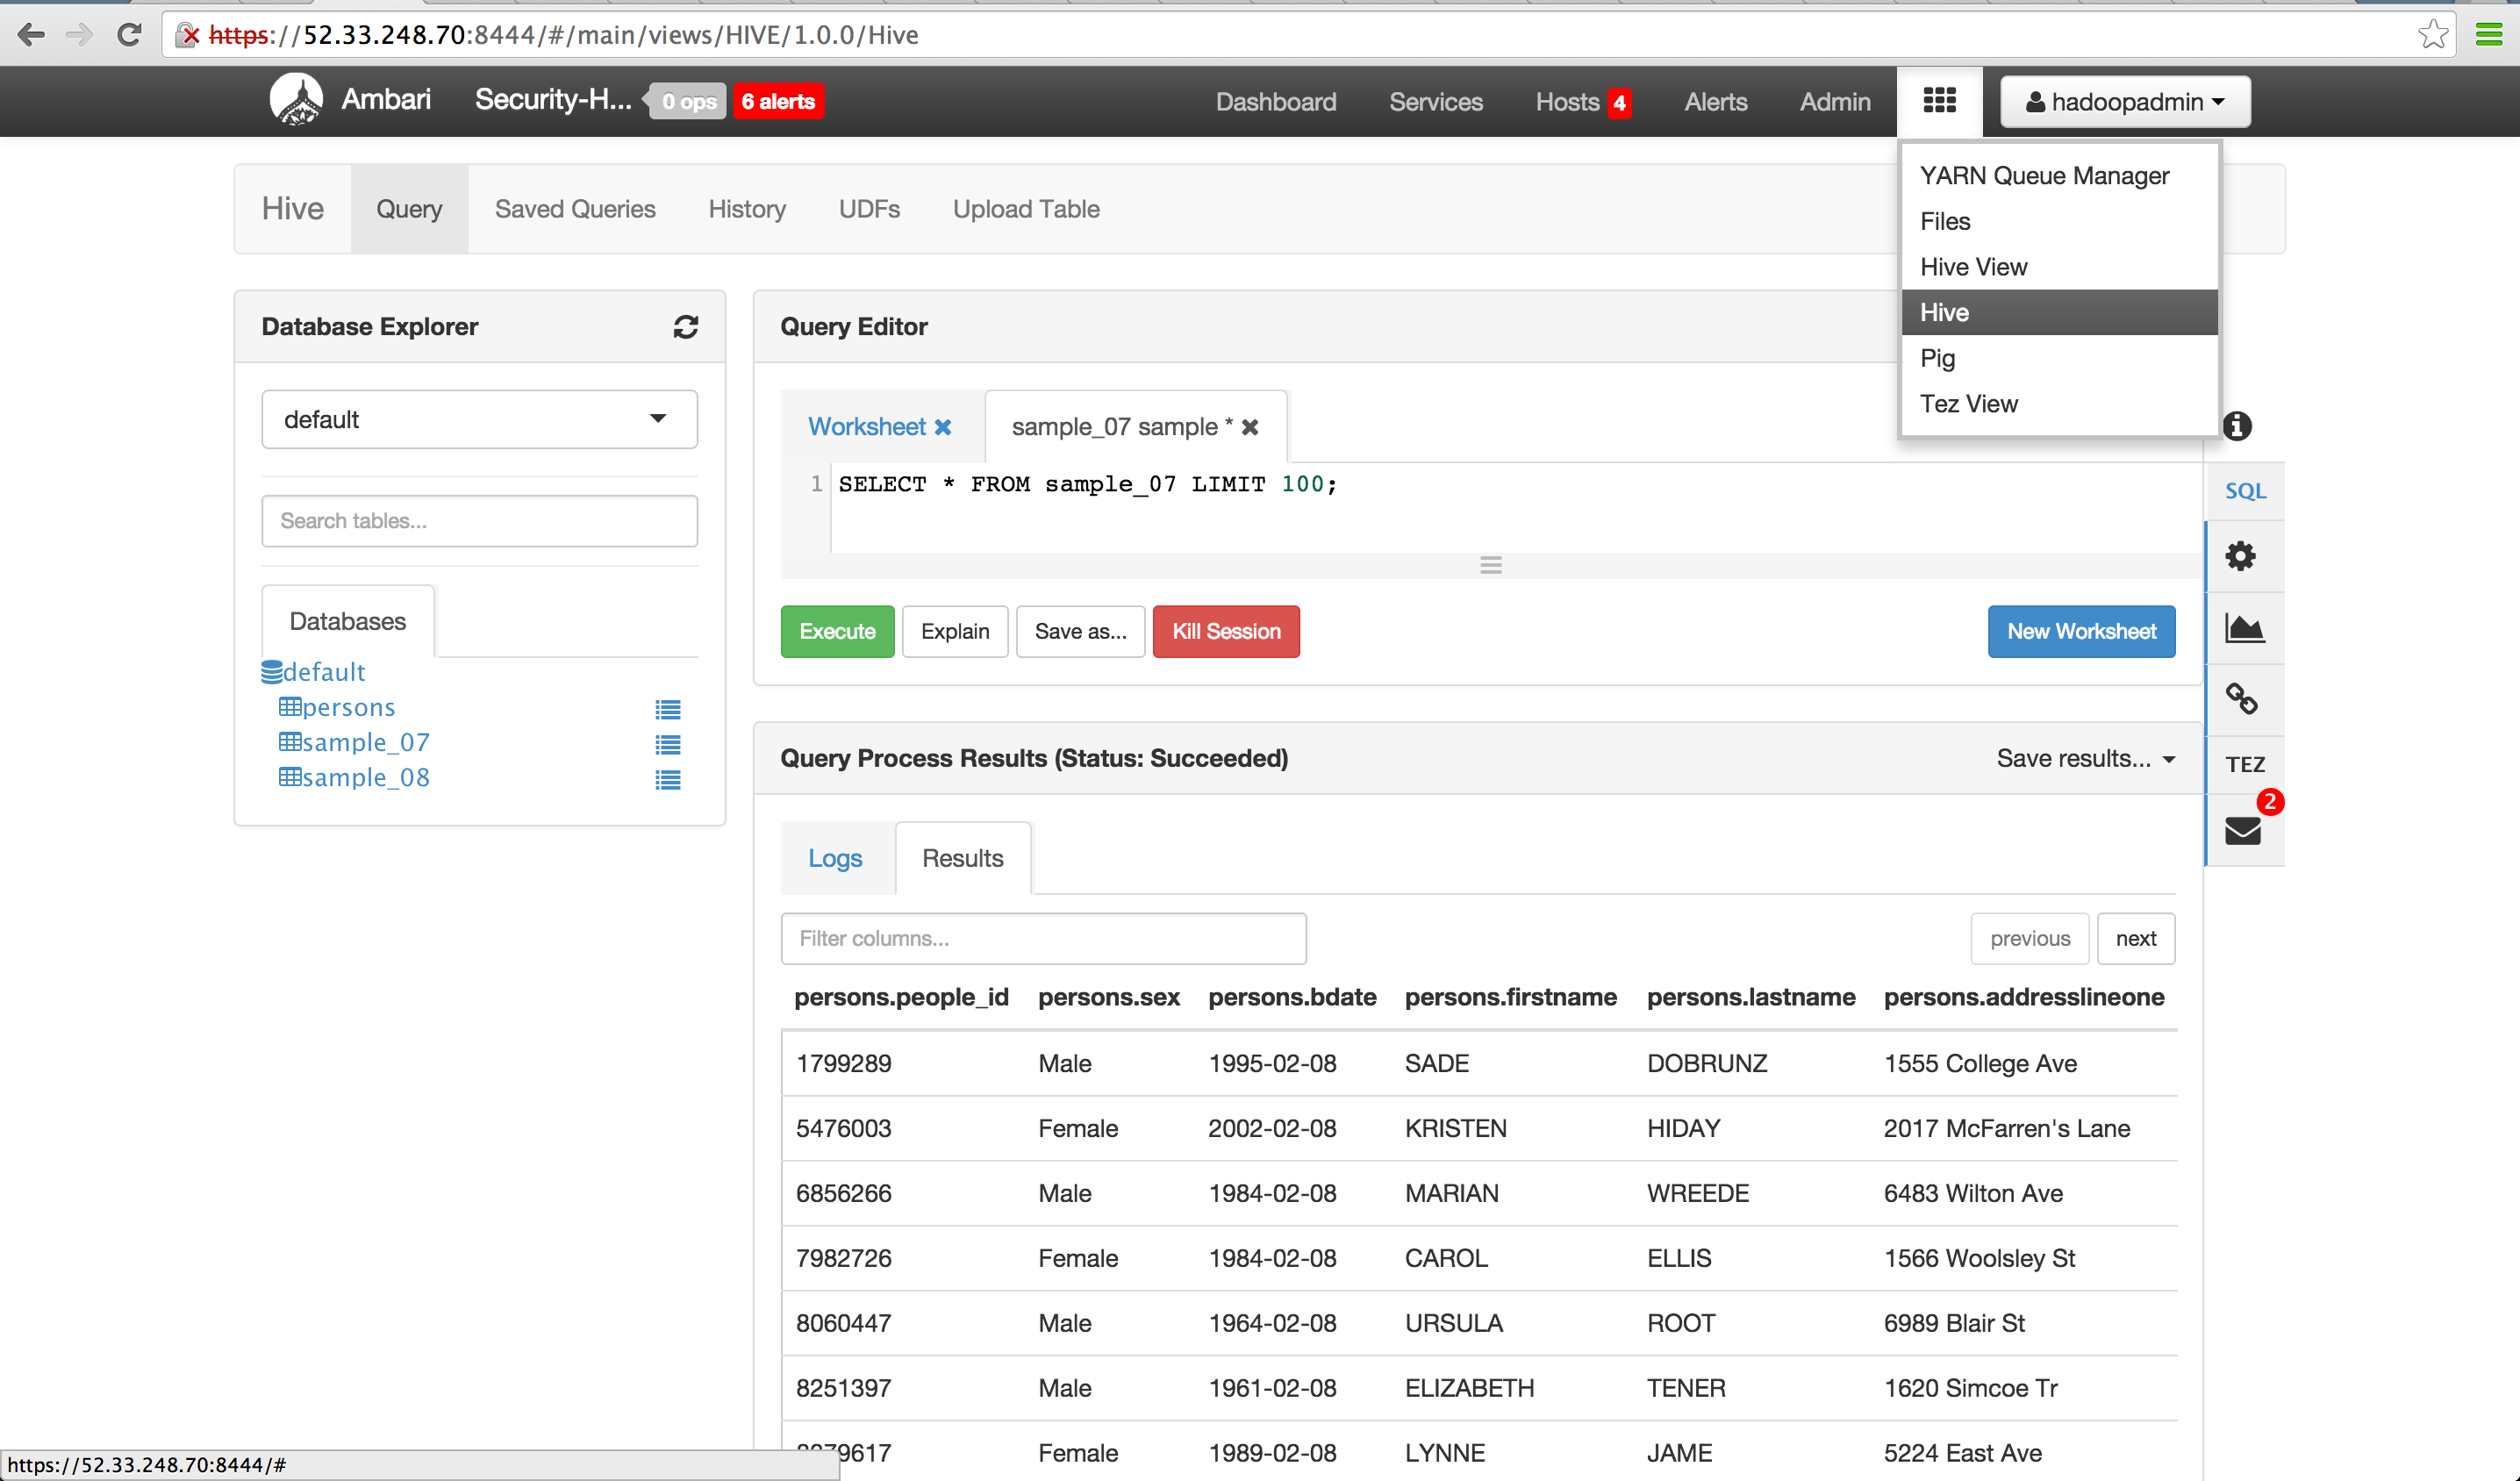 https://52.33.248.70:8444/#/main/views/HIVE/1.0.0/Hive
Ambari Security-H... 0 ops 6 alerts Dashboard Services Hosts 4 Alerts Admin hadoopadmin
YARN Queue Manager
Files
Hive View
Hive
Pig
Tez View
Hive Query Saved Queries History UDFs Upload Table
Database Explorer
default
Search tables...
Databases
default
persons
sample_07
sample_08
Query Editor
Worksheet sample_07 sample *
1 SELECT * FROM sample_07 LIMIT 100;
Execute Explain Save as... Kill Session New Worksheet
SQL
TEZ
2
Query Process Results (Status: Succeeded) Save results...
Logs Results
Filter columns... previous next
persons.people_id persons.sex persons.bdate persons.firstname persons.lastname persons.addresslineone
1799289 Male 1995-02-08 SADE DOBRUNZ 1555 College Ave
5476003 Female 2002-02-08 KRISTEN HIDAY 2017 McFarren's Lane
6856266 Male 1984-02-08 MARIAN WREEDE 6483 Wilton Ave
7982726 Female 1984-02-08 CAROL ELLIS 1566 Woolsley St
8060447 Male 1964-02-08 URSULA ROOT 6989 Blair St
8251397 Male 1961-02-08 ELIZABETH TENER 1620 Simcoe Tr
Female 1989-02-08 LYNNE JAME 5224 East Ave
https://52.33.248.70:8444/#